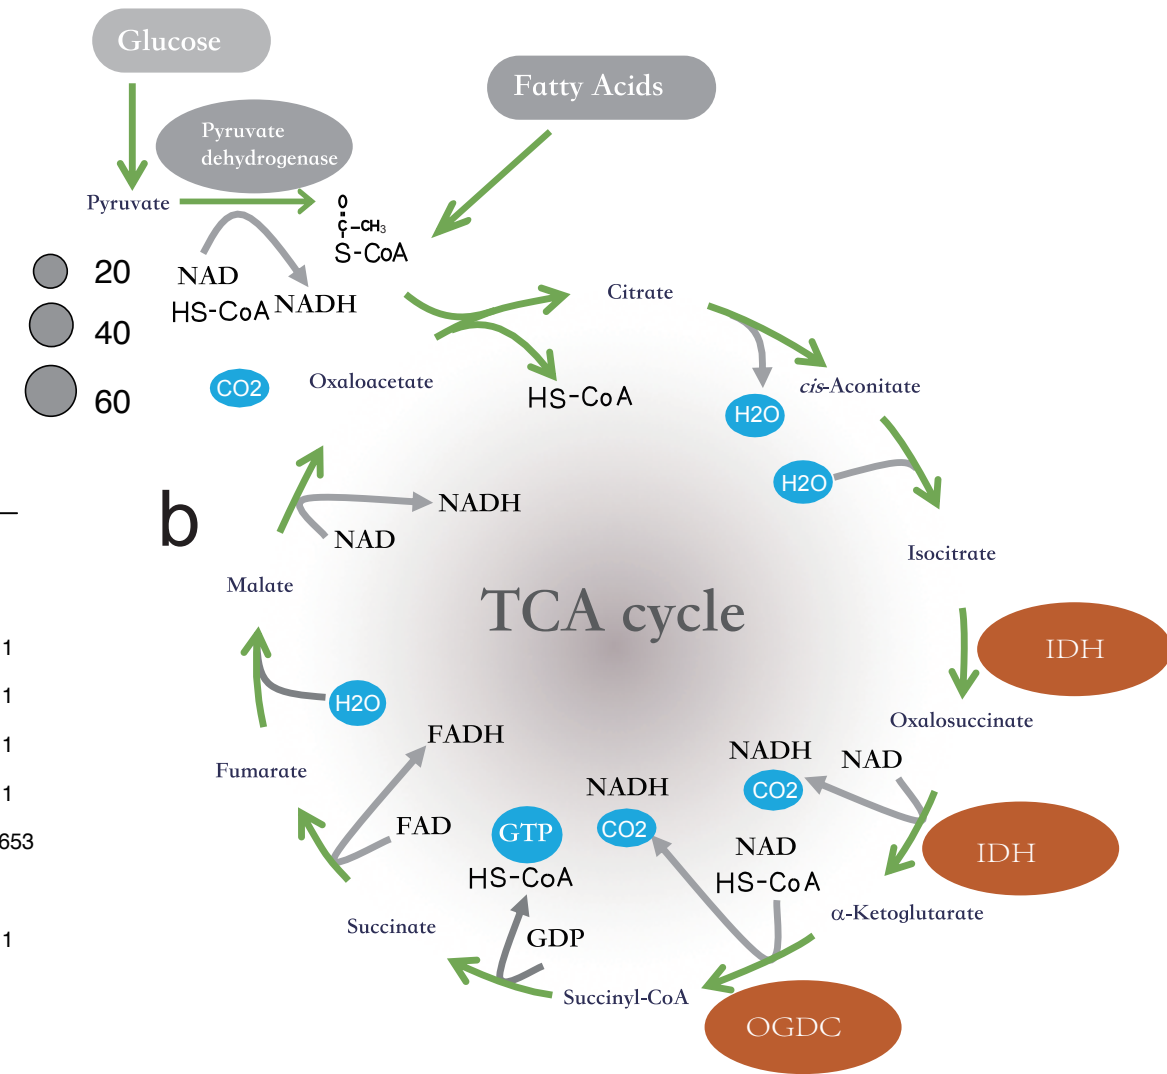 Glucose
Fatty Acids
Pyruvate
dehydrogenase
Pyruvate
O
C-CH3
S-CoA
20
NAD
HS-CoA NADH
40
60
CO2
Oxaloacetate
Citrate
HS-CoA
cis-Aconitate
H2O
H2O
b
NADH
NAD
Isocitrate
Malate
TCA cycle
IDH
1
1
1
1
653
1
H2O
Oxalosuccinate
FADH
NADH
NAD
CO2
Fumarate
NADH
CO2
FAD
GTP
HS-CoA
NAD
HS-CoA
IDH
α-Ketoglutarate
Succinate
GDP
Succinyl-CoA
OGDC